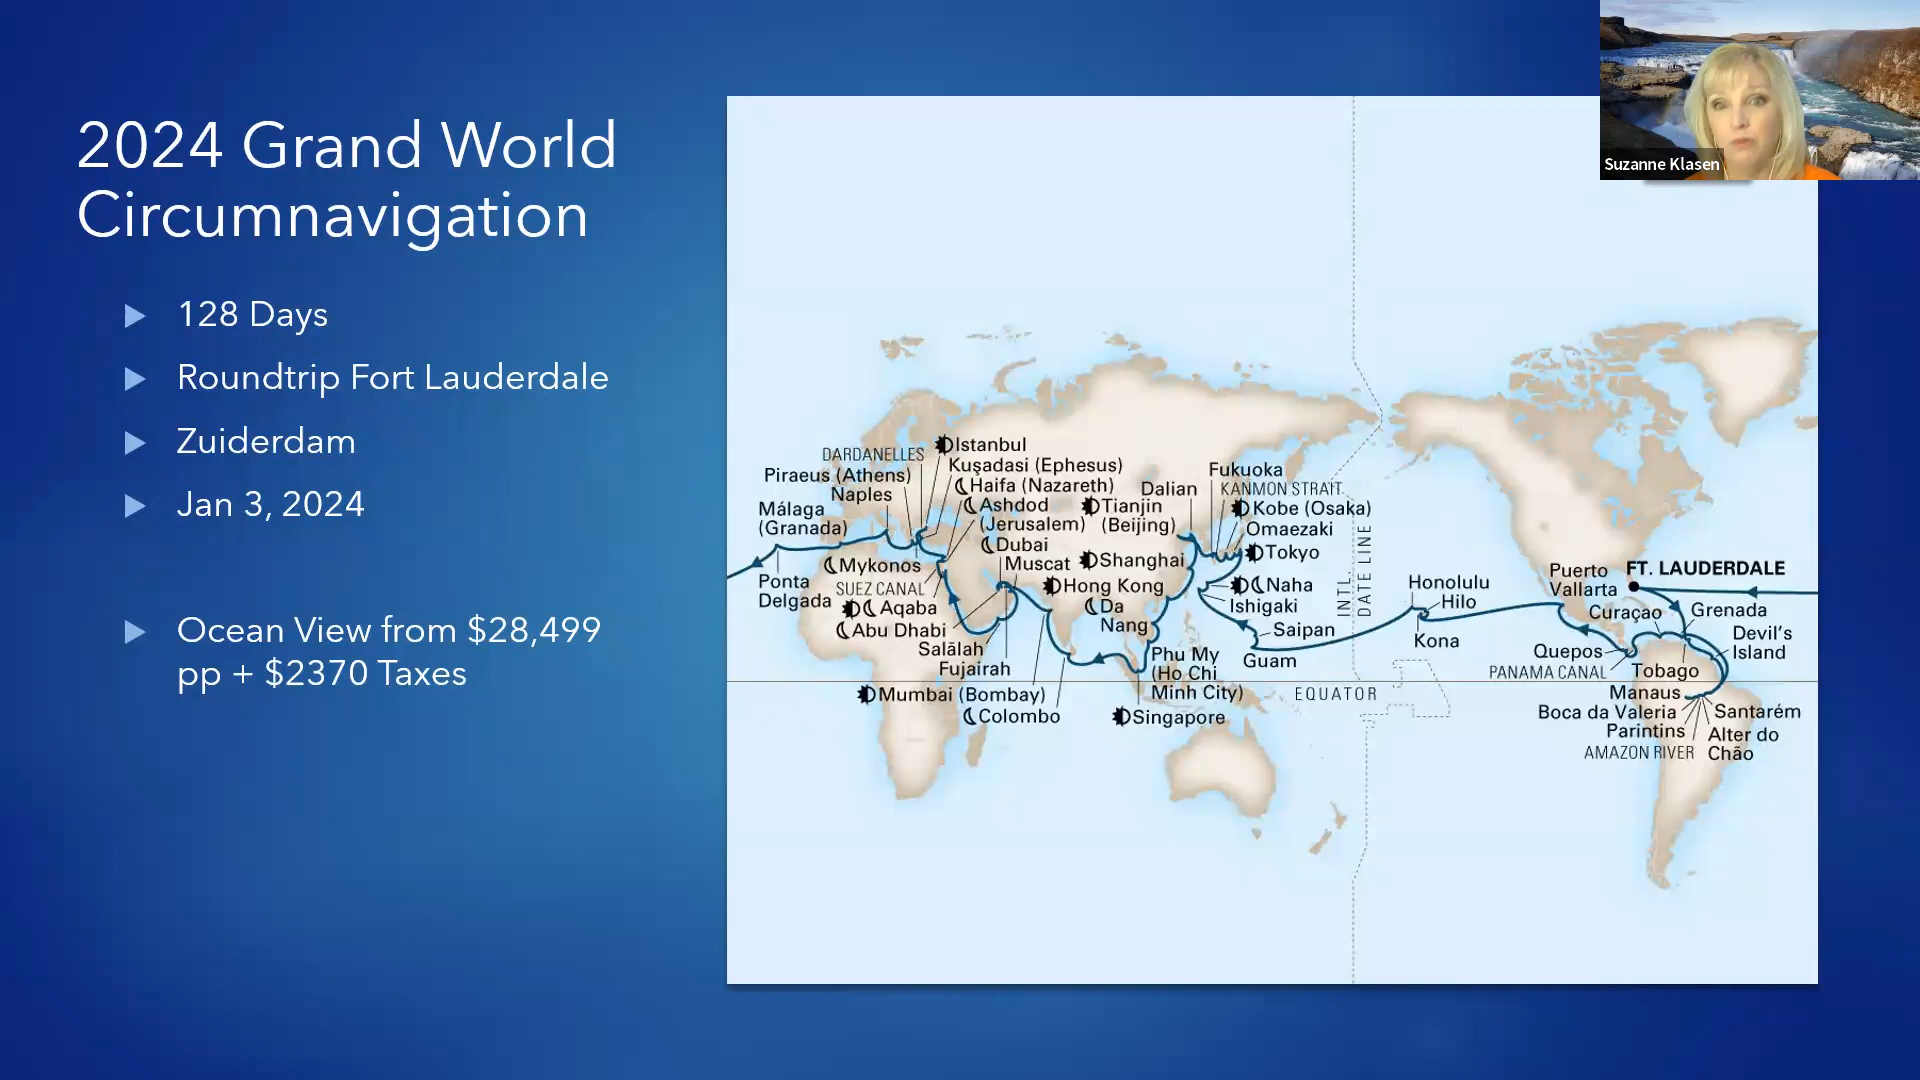 2024 Grand World
Circumnavigation
128 Days
Roundtrip Fort Lauderdale
Zuiderdam
Jan 3, 2024
Ocean View from $28,499
pp + $2370 Taxes
Suzanne Klasen
Istanbul
DARDANELLES
Kuşadasi (Ephesus)
Piraeus (Athens)
Haifa (Nazareth)
Naples
Ashdod
(Jerusalem)
Málaga
(Granada)
Dubai
Muscat
Mykonos
SUEZ CANAL
Ponta
Delgada
Aqaba
Abu Dhabi
Salālah
Fujairah
Mumbai (Bombay)
Colombo
Fukuoka
KANMON STRAIT
Dalian
Tianjin
(Beijing)
Kobe (Osaka)
Omaezaki
Tokyo
Shanghai
Hong Kong
Naha
Ishigaki
Da
Nang
Saipan
Guam
Phu My
(Ho Chi
Minh City)
Singapore
INTL.
DATE LINE
EQUATOR
Honolulu
Hilo
Kona
Puerto
Vallarta
FT. LAUDERDALE
Curaçao
Grenada
Devil's
Island
Quepos
PANAMA CANAL
Tobago
Manaus
Boca da Valeria
Parintins
AMAZON RIVER
Santarém
Alter do
Chão